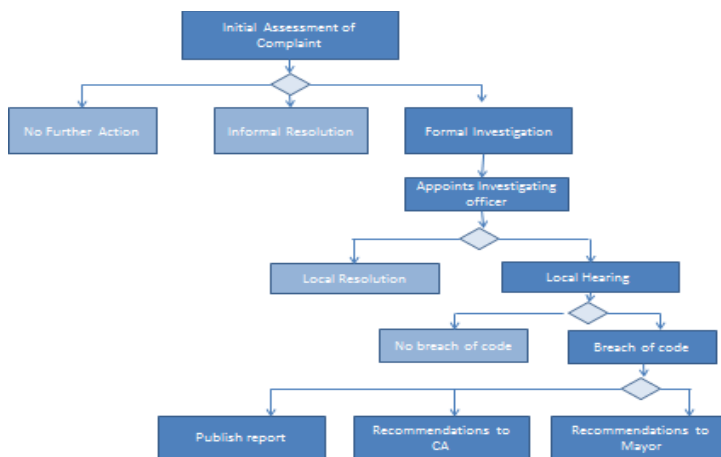 Initial Assessment of
Complaint
No Further Action
Informal Resolution
Formal Investigation
Appoints Investigating
officer
Local Resolution
Local Hearing
No breach of code
Breach of code
Publish report
Recommendations to
CA
Recommendations to
Mayor